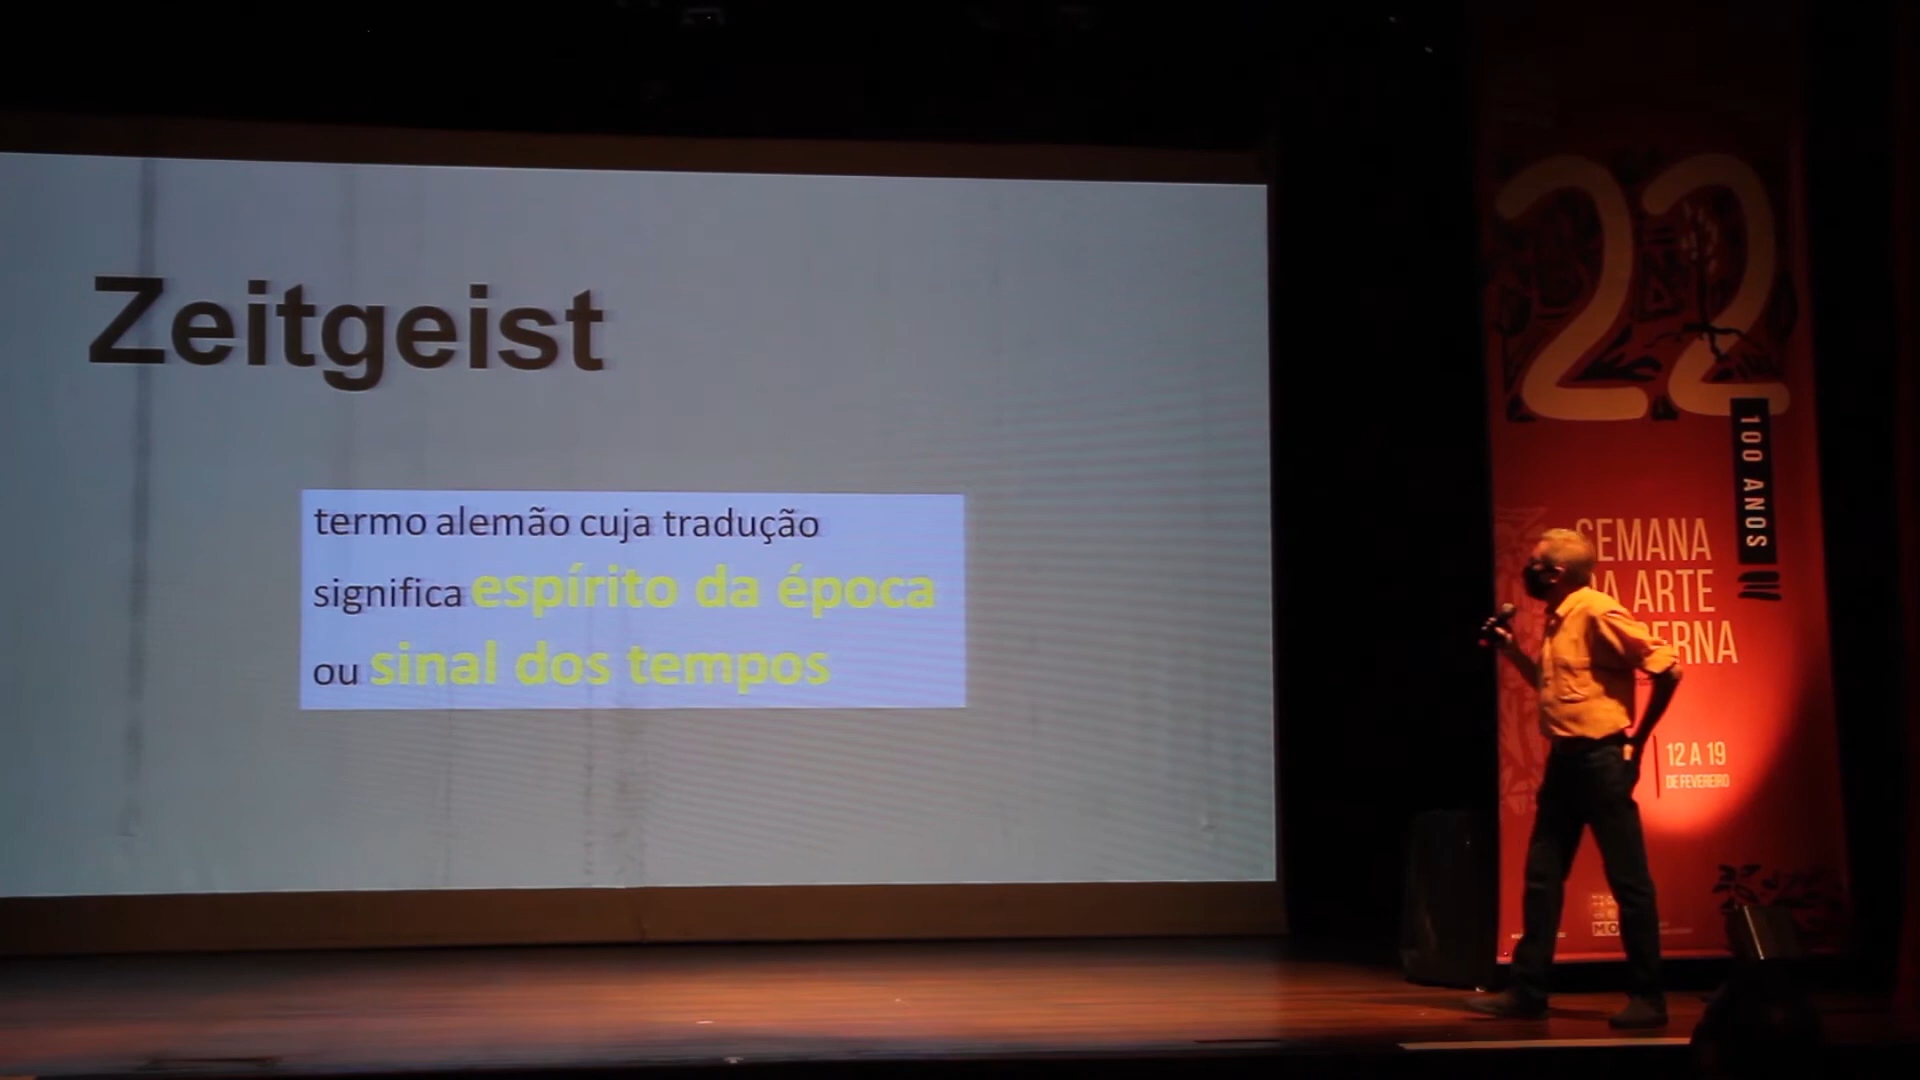 Zeitgeist
termo alemão cuja tradução
significa espírito da época
ou sinal dos tempos
22
100 ANOS
SEMANA
DA ARTE
12 A 19
DE FEVEREIRO